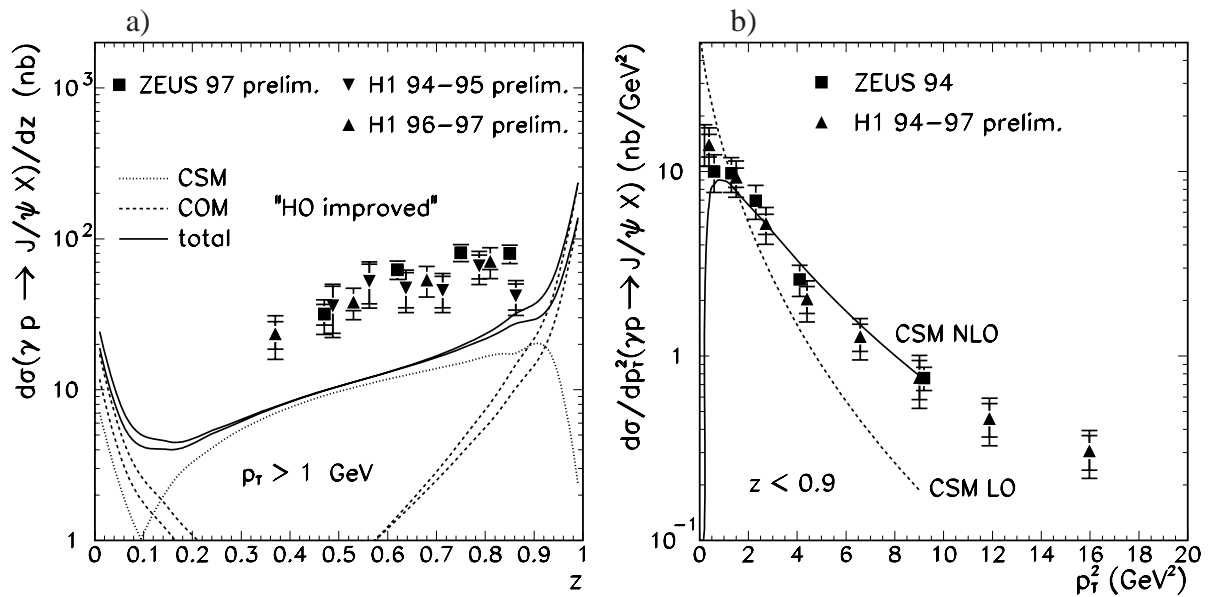 a)
dσ(γ p → J/ψ X)/dz (nb)
10³
10²
10
1
■ ZEUS 97 prelim.
▼ H1 94−95 prelim.
▲ H1 96−97 prelim.
CSM
COM
total
"HO improved"
p_T > 1 GeV
0 0.1 0.2 0.3 0.4 0.5 0.6 0.7 0.8 0.9 1
z
b)
dσ/dp_T²(γp → J/ψ X) (nb/GeV²)
10
1
10⁻¹
■ ZEUS 94
▲ H1 94−97 prelim.
CSM NLO
CSM LO
z < 0.9
0 2 4 6 8 10 12 14 16 18 20
p_T² (GeV²)